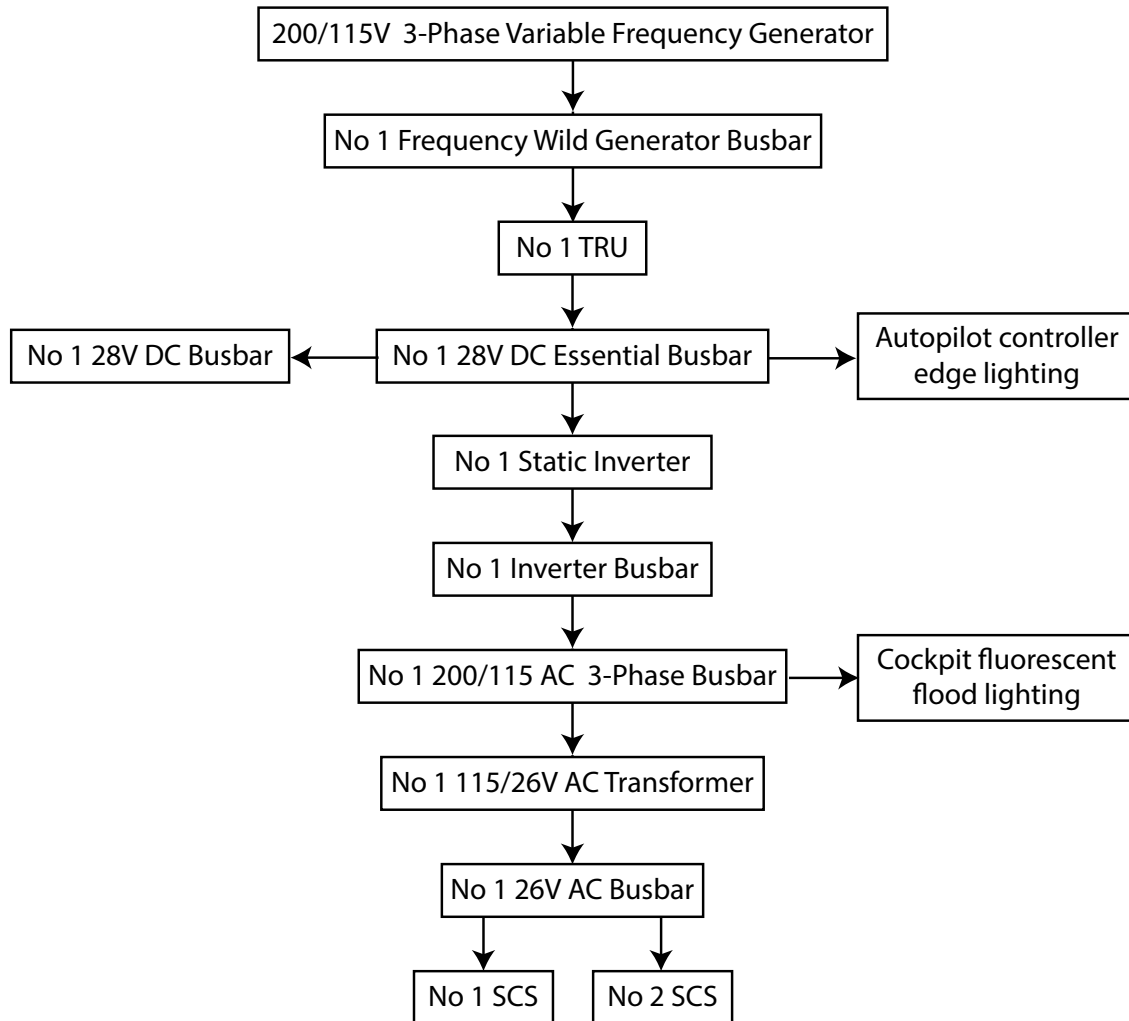 200/115V  3-Phase Variable Frequency Generator
No 1 Frequency Wild Generator Busbar
No 1 TRU
No 1 28V DC Busbar
No 1 28V DC Essential Busbar
Autopilot controller
edge lighting
No 1 Static Inverter
No 1 Inverter Busbar
No 1 200/115 AC  3-Phase Busbar
Cockpit fluorescent
flood lighting
No 1 115/26V AC Transformer
No 1 26V AC Busbar
No 1 SCS
No 2 SCS